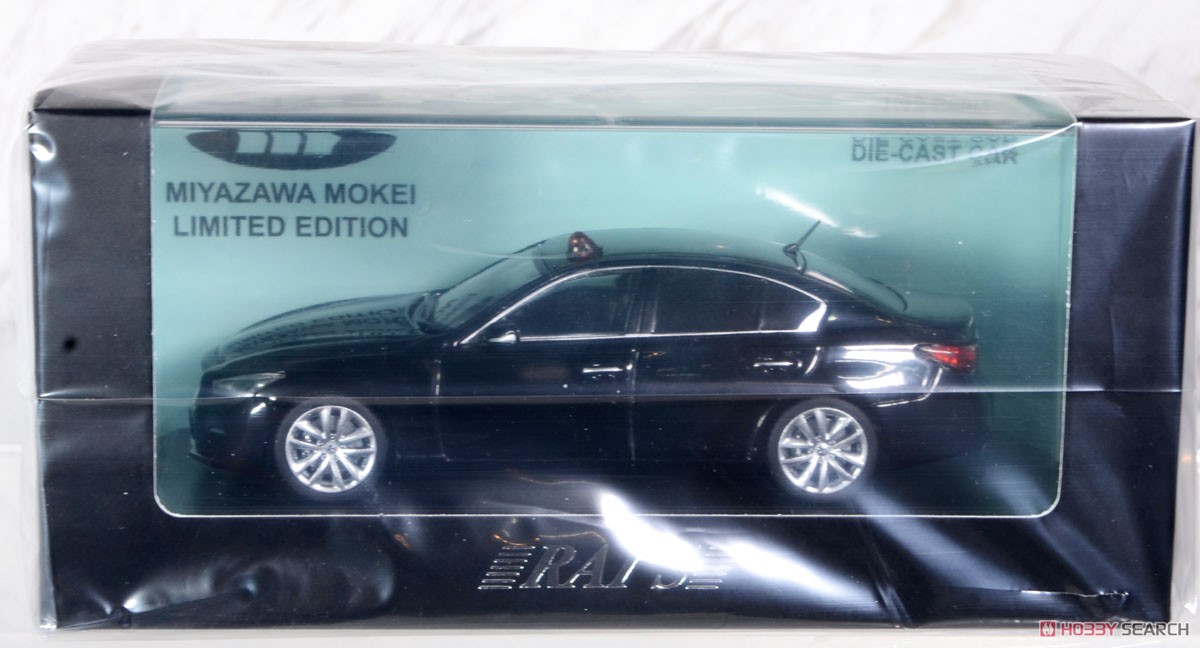 MIYAZAWA MOKEI
LIMITED EDITION
DIE-CAST CAR
RAI'S
HOBBY SEARCH